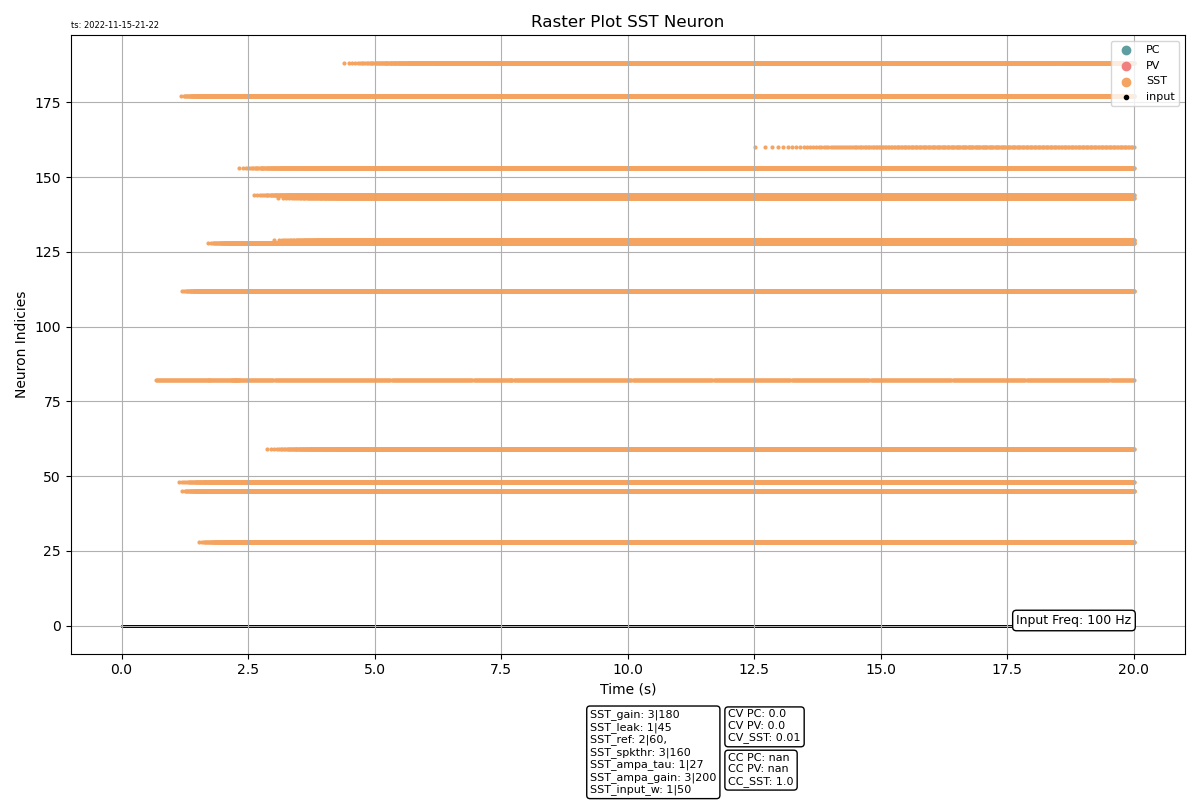 ts: 2022-11-15-21-22
Raster Plot SST Neuron
PC
PV
SST
input
175
150
125
100
75
50
25
0
Neuron Indicies
Input Freq: 100 Hz
0.0 2.5 5.0 7.5 10.0 12.5 15.0 17.5 20.0
Time (s)
SST_gain: 3|180
SST_leak: 1|45
SST_ref: 2|60,
SST_spkthr: 3|160
SST_ampa_tau: 1|27
SST_ampa_gain: 3|200
SST_input_w: 1|50
CV PC: 0.0
CV PV: 0.0
CV_SST: 0.01
CC PC: nan
CC PV: nan
CC_SST: 1.0